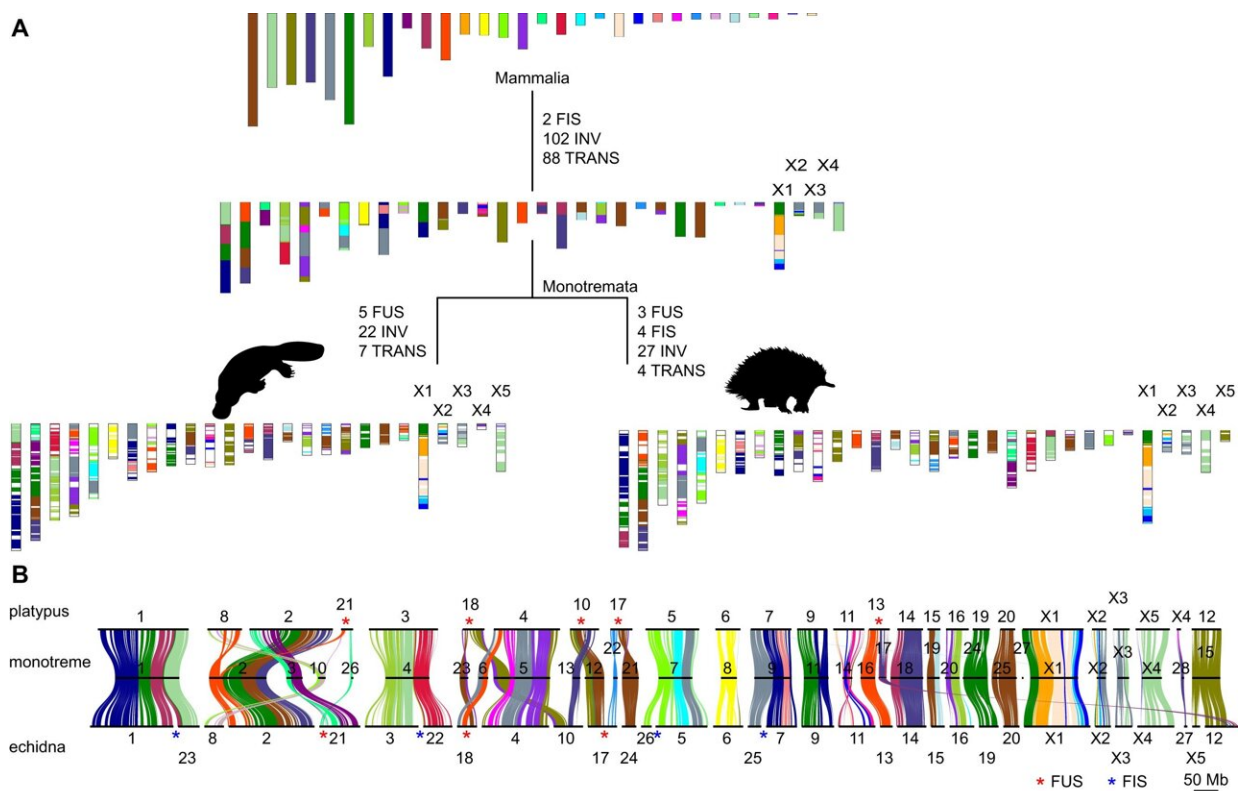 A
Mammalia
2 FIS
102 INV
88 TRANS
X2 X4
X1 X3
Monotremata
5 FUS
22 INV
7 TRANS
3 FUS
4 FIS
27 INV
4 TRANS
X1 X3 X5
X2 X4
X1 X3 X5
X2 X4
B
X3
platypus 1 8 2 21 3 18 4 10 17 5 6 7 9 11 13 14 15 16 19 20 X1 X2 X5 X4 12
* * * * *
monotreme 1 2 3 10 26 4 23 6 5 13 12 22 21 7 8 9 11 14 16 17 18 19 20 24 25 27 X1 X2 X3 X4 28 15
echidna 1 * 23 8 2 * 21 3 * 22 * 18 4 10 * 17 24 26 * 5 6 * 25 7 9 11 13 14 15 16 19 20 X1 X2 X3 X4 27 X5 12
* FUS * FIS 50 Mb